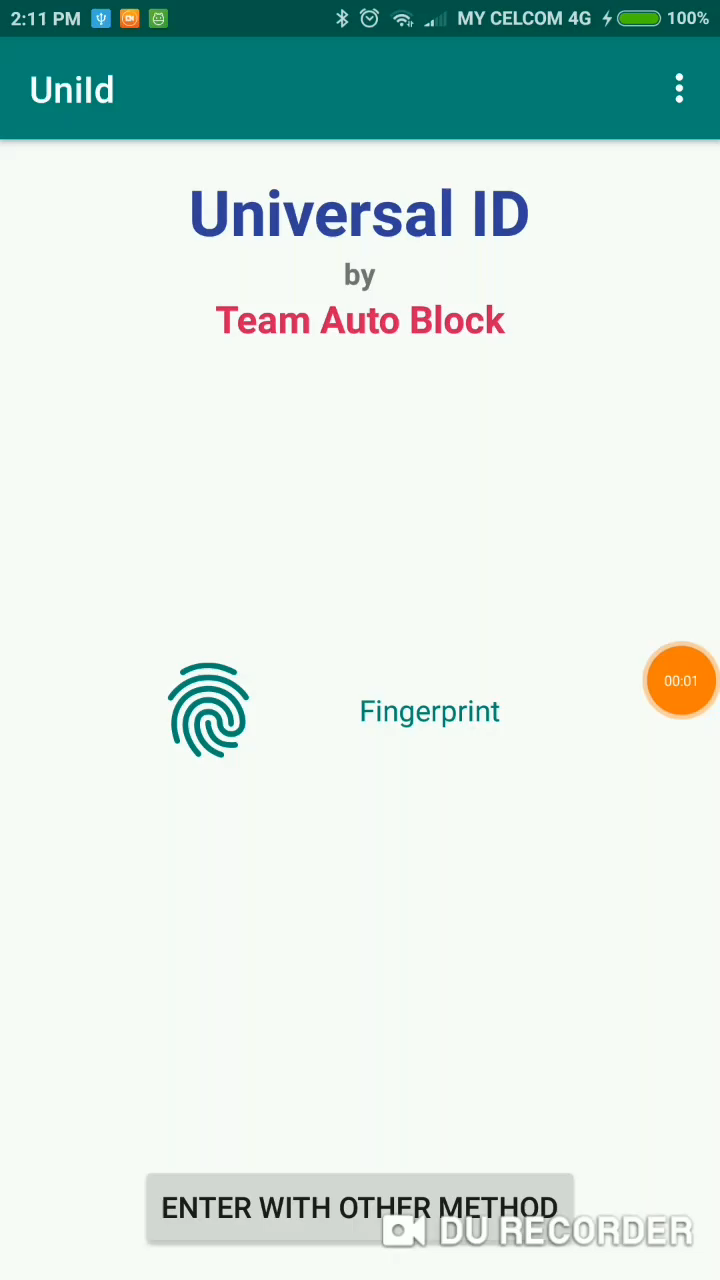 2:11 PM MY CELCOM 4G 100%
UniId
Universal ID
by
Team Auto Block
00:01
Fingerprint
ENTER WITH OTHER METHOD
DU RECORDER